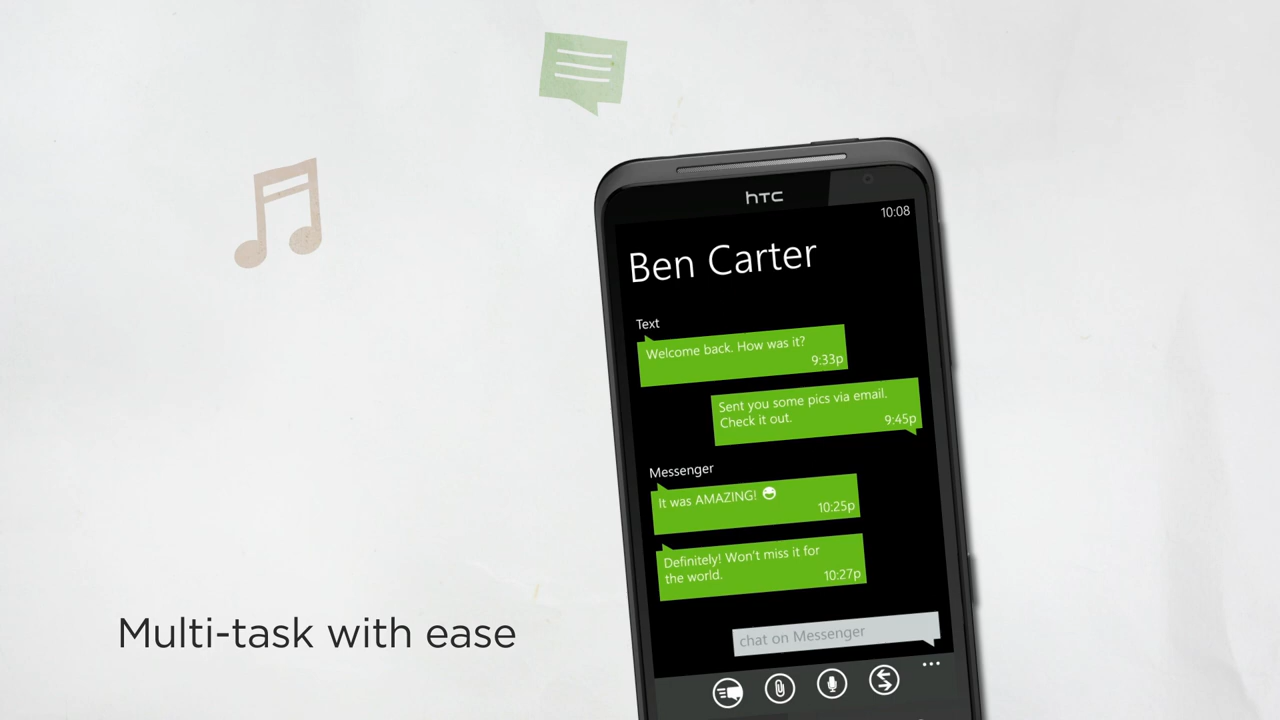 hTC
10:08
Ben Carter
Text
Welcome back. How was it?
9:33p
Sent you some pics via email.
Check it out.
9:45p
Messenger
It was AMAZING!
10:25p
Definitely! Won't miss it for
the world.
10:27p
chat on Messenger
Multi-task with ease